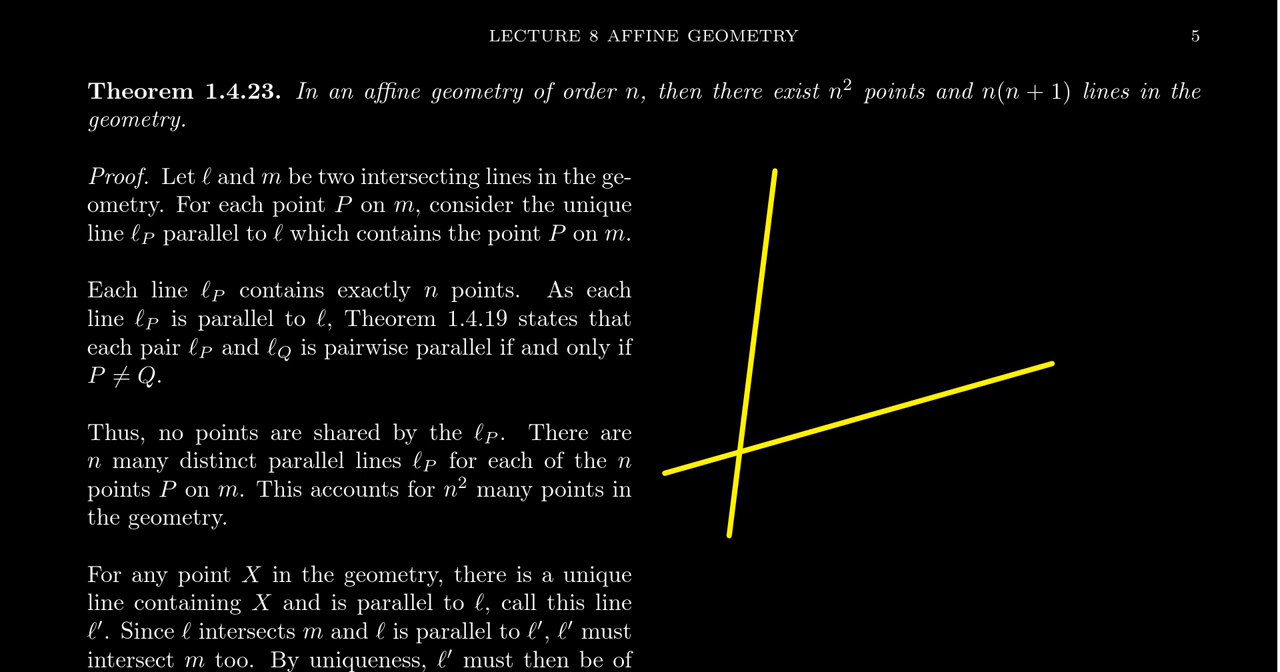 LECTURE 8 AFFINE GEOMETRY 5
Theorem 1.4.23. In an affine geometry of order n, then there exist n² points and n(n + 1) lines in the
geometry.
Proof. Let ℓ and m be two intersecting lines in the ge-
ometry. For each point P on m, consider the unique
line ℓ_P parallel to ℓ which contains the point P on m.
Each line ℓ_P contains exactly n points. As each
line ℓ_P is parallel to ℓ, Theorem 1.4.19 states that
each pair ℓ_P and ℓ_Q is pairwise parallel if and only if
P ≠ Q.
Thus, no points are shared by the ℓ_P. There are
n many distinct parallel lines ℓ_P for each of the n
points P on m. This accounts for n² many points in
the geometry.
For any point X in the geometry, there is a unique
line containing X and is parallel to ℓ, call this line
ℓ′. Since ℓ intersects m and ℓ is parallel to ℓ′, ℓ′ must
intersect m too. By uniqueness, ℓ′ must then be of